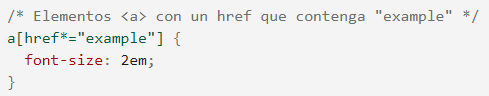 /* Elementos <a> con un href que contenga "example" */
a[href*="example"] {
  font-size: 2em;
}